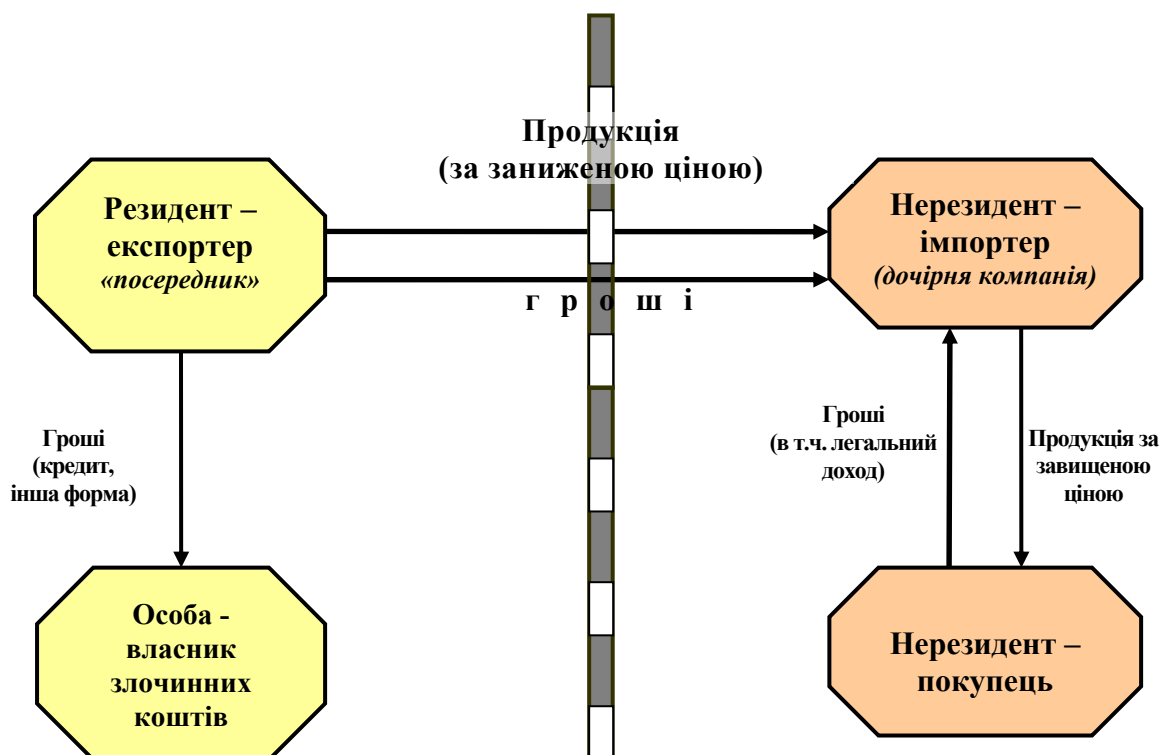 Продукція
(за заниженою ціною)
Резидент –
експортер
«посередник»
Нерезидент –
імпортер
(дочірня компанія)
г р о ш і
Гроші
(кредит,
інша форма)
Гроші
(в т.ч. легальний
доход)
Продукція за
завищеною
ціною
Особа -
власник
злочинних
коштів
Нерезидент –
покупець